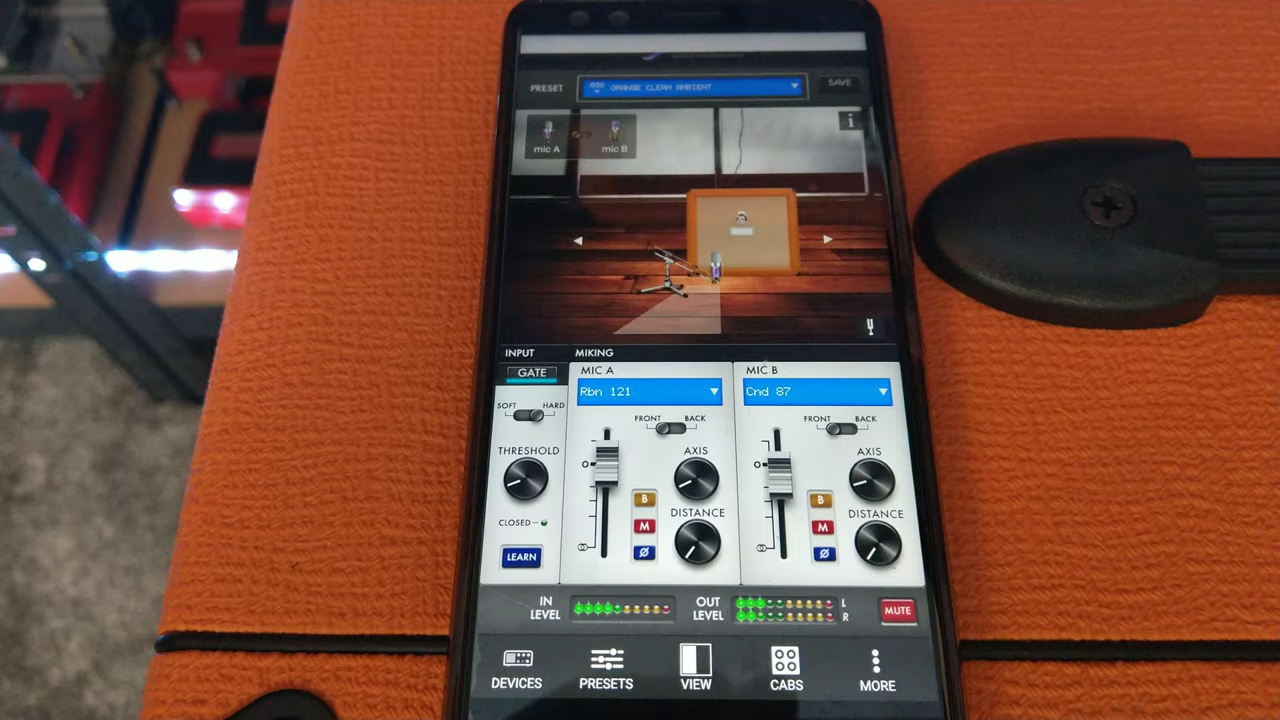 PRESET
030 ORANGE CLEAN AMBIENT
SAVE
i
mic A
mic B
INPUT
MIKING
GATE
SOFT
HARD
THRESHOLD
CLOSED
LEARN
MIC A
Rbn 121
FRONT
BACK
AXIS
B
M
Ø
DISTANCE
MIC B
Cnd 87
FRONT
BACK
AXIS
B
M
Ø
DISTANCE
IN
LEVEL
OUT
LEVEL
L
R
MUTE
DEVICES
PRESETS
VIEW
CABS
MORE